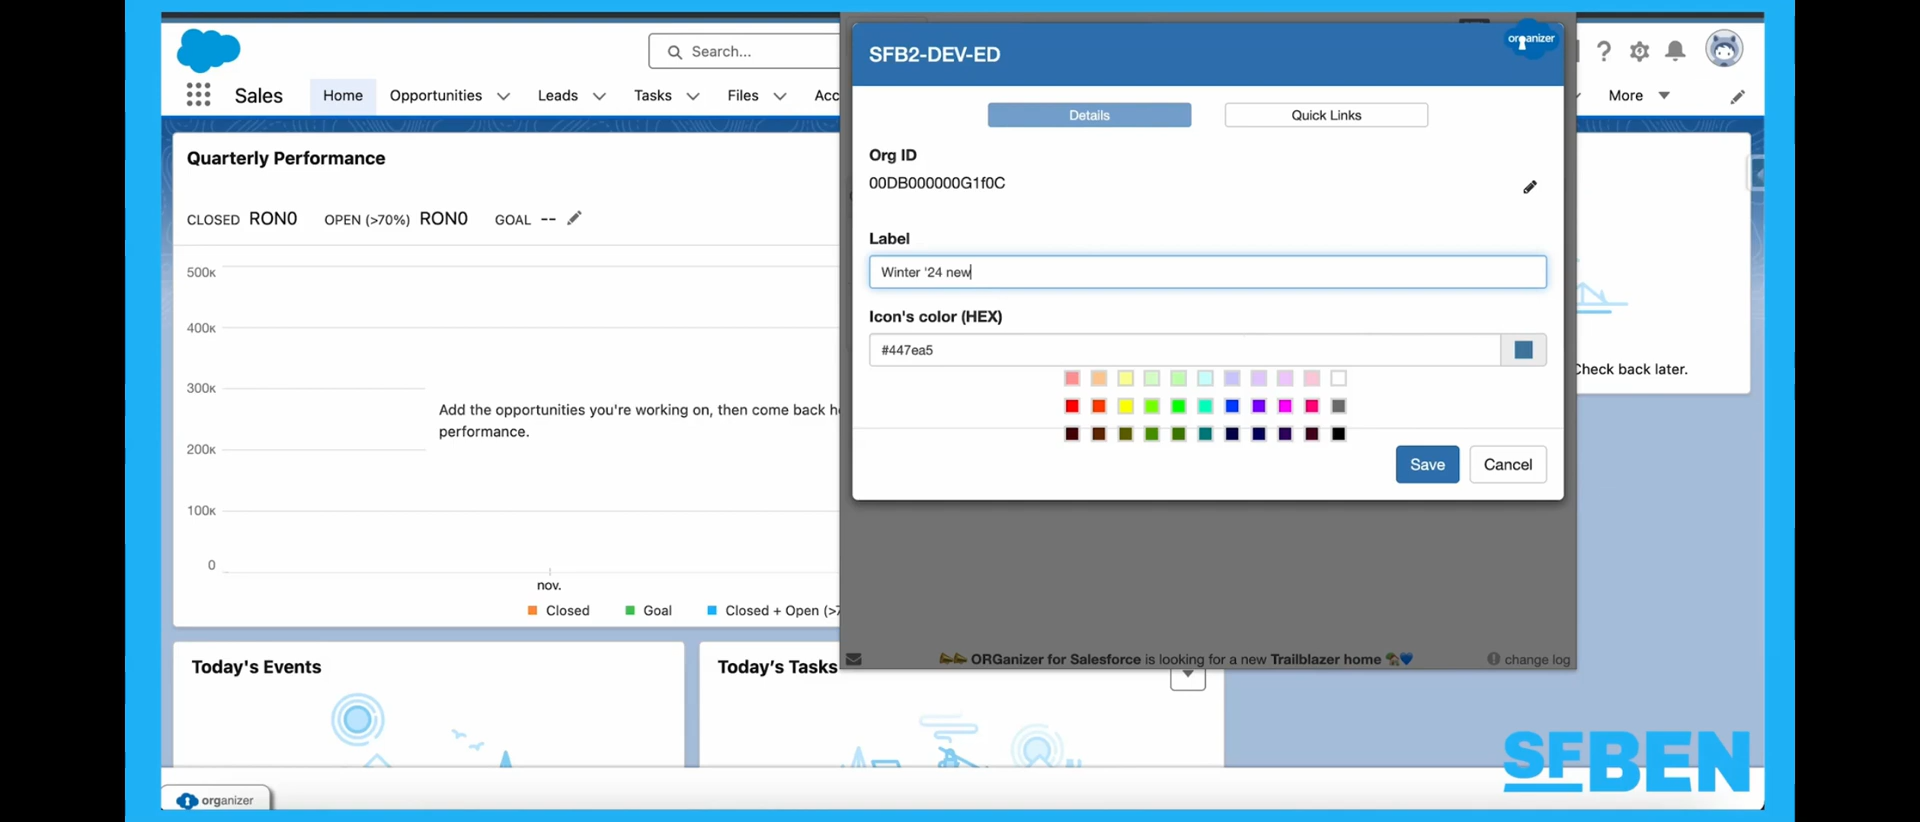 Search...
Sales
Home
Opportunities
Leads
Tasks
Files
Acc
More
Quarterly Performance
CLOSED RON0 OPEN (>70%) RON0 GOAL --
500K
400K
300K
200K
100K
0
Add the opportunities you're working on, then come back he
performance.
nov.
Closed
Goal
Closed + Open (>7
Today's Events
Today's Tasks
organizer
SFB2-DEV-ED
organizer
Details
Quick Links
Org ID
00DB000000G1f0C
Label
Winter '24 new
Icon's color (HEX)
#447ea5
Save
Cancel
ORGanizer for Salesforce is looking for a new Trailblazer home
change log
Check back later.
SFBEN